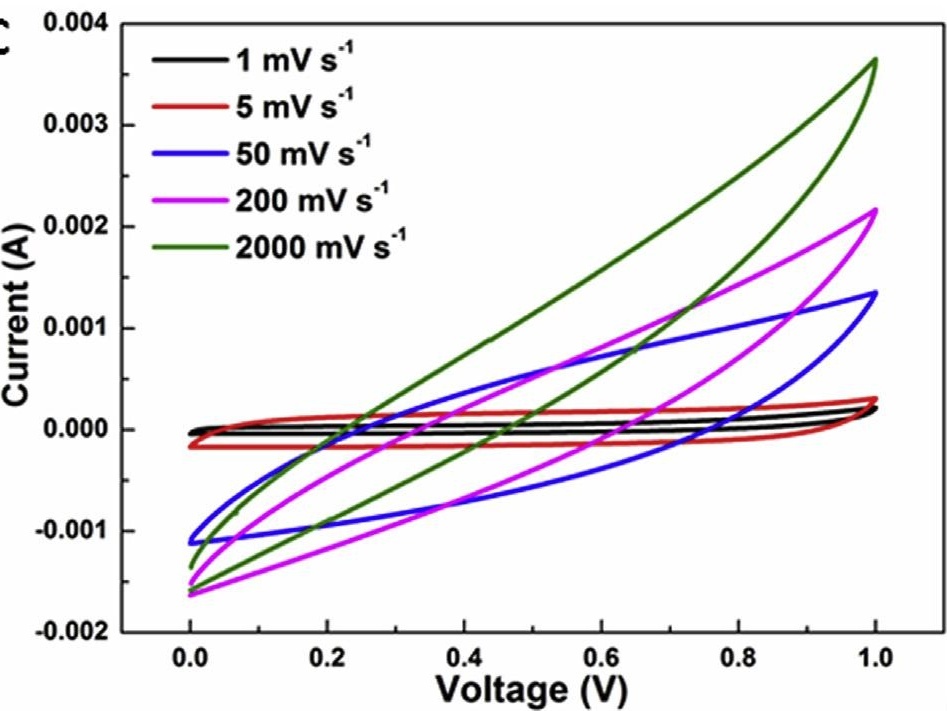 0.004
0.003
0.002
0.001
0.000
-0.001
-0.002
1 mV s⁻¹
5 mV s⁻¹
50 mV s⁻¹
200 mV s⁻¹
2000 mV s⁻¹
Current (A)
0.0 0.2 0.4 0.6 0.8 1.0
Voltage (V)